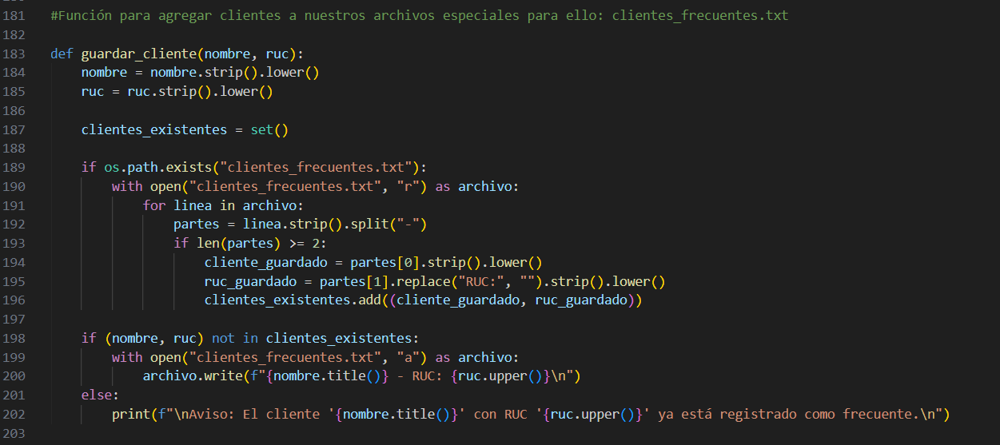 181 #Función para agregar clientes a nuestros archivos especiales para ello: clientes_frecuentes.txt
182
183 def guardar_cliente(nombre, ruc):
184     nombre = nombre.strip().lower()
185     ruc = ruc.strip().lower()
186
187     clientes_existentes = set()
188
189     if os.path.exists("clientes_frecuentes.txt"):
190         with open("clientes_frecuentes.txt", "r") as archivo:
191             for linea in archivo:
192                 partes = linea.strip().split("-")
193                 if len(partes) >= 2:
194                     cliente_guardado = partes[0].strip().lower()
195                     ruc_guardado = partes[1].replace("RUC:", "").strip().lower()
196                     clientes_existentes.add((cliente_guardado, ruc_guardado))
197
198     if (nombre, ruc) not in clientes_existentes:
199         with open("clientes_frecuentes.txt", "a") as archivo:
200             archivo.write(f"{nombre.title()} - RUC: {ruc.upper()}\n")
201     else:
202         print(f"\nAviso: El cliente '{nombre.title()}' con RUC '{ruc.upper()}' ya está registrado como frecuente.\n")
203